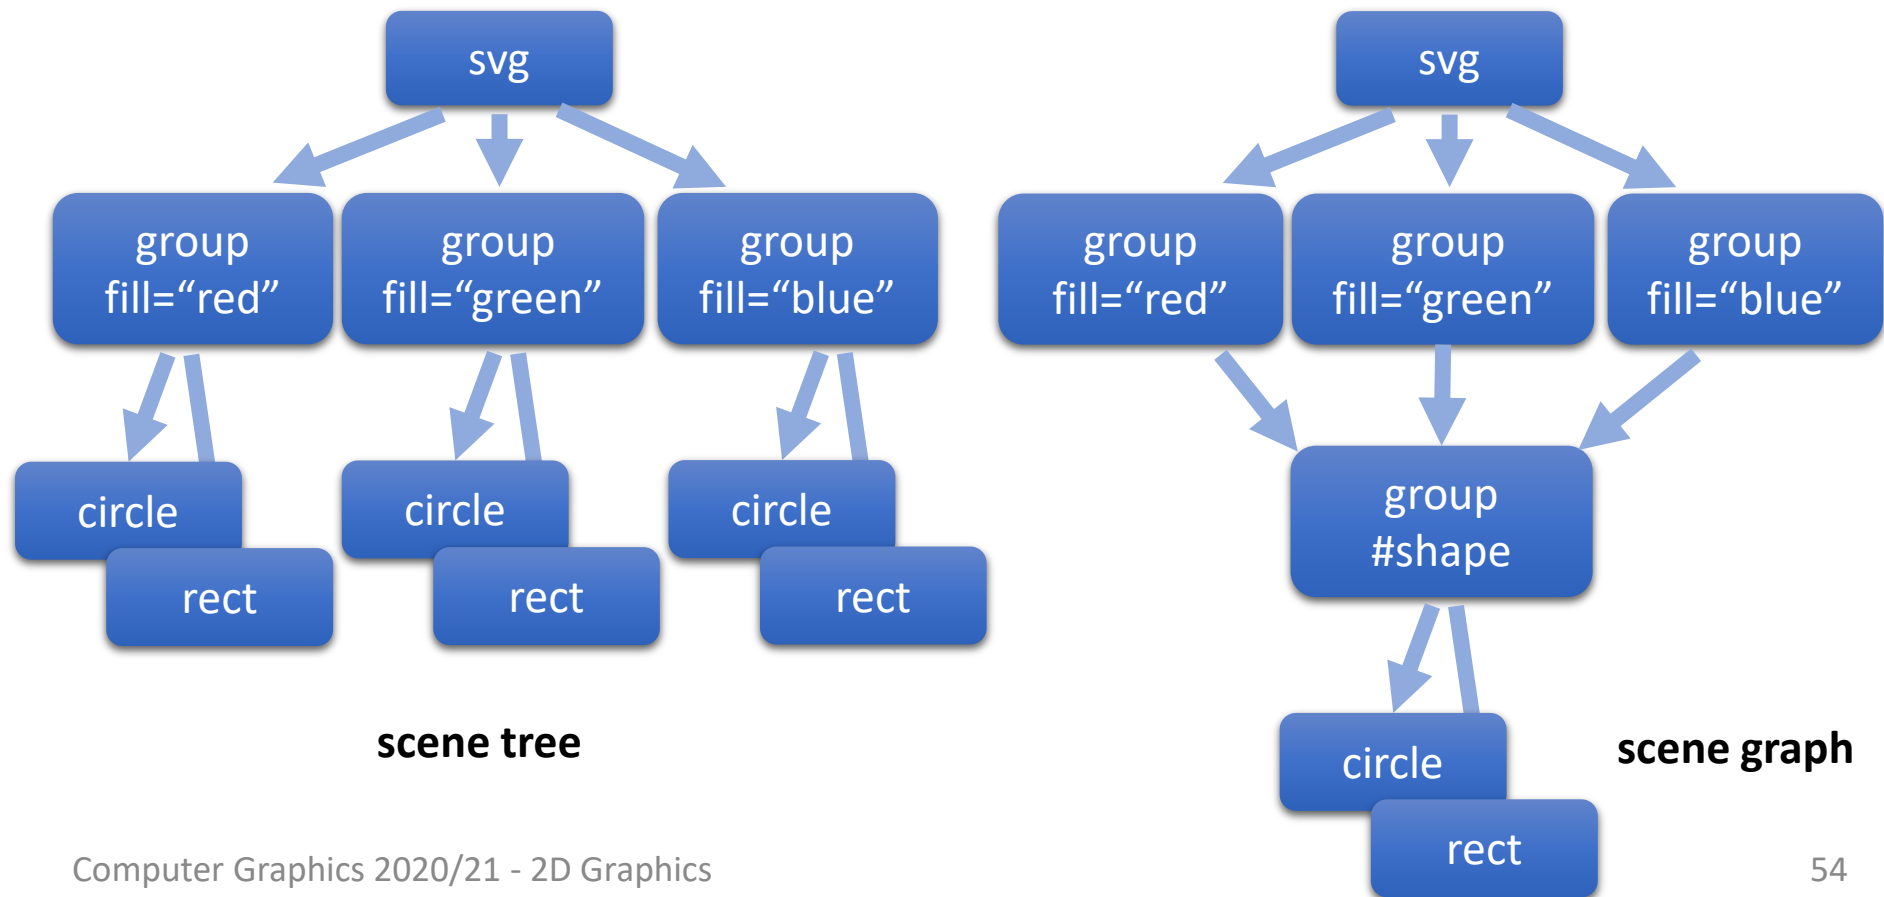 svg
group
fill=“red”
group
fill=“green”
group
fill=“blue”
circle
rect
circle
rect
circle
rect
scene tree
svg
group
fill=“red”
group
fill=“green”
group
fill=“blue”
group
#shape
circle
rect
scene graph
Computer Graphics 2020/21 - 2D Graphics
54